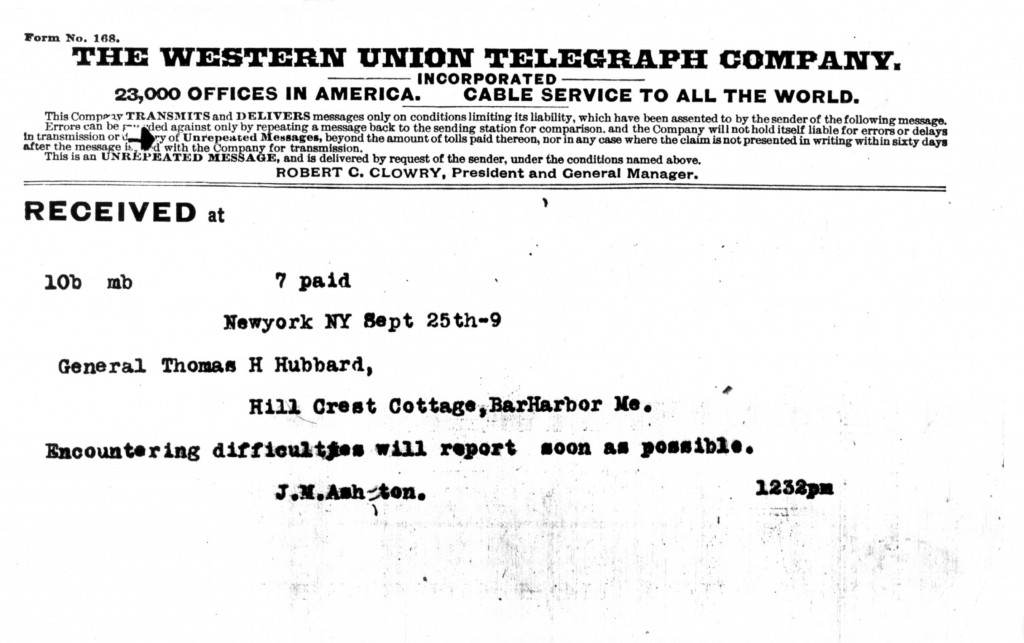 Form No. 168.
THE WESTERN UNION TELEGRAPH COMPANY.
INCORPORATED
23,000 OFFICES IN AMERICA. CABLE SERVICE TO ALL THE WORLD.
This Company TRANSMITS and DELIVERS messages only on conditions limiting its liability, which have been assented to by the sender of the following message.
Errors can be guarded against only by repeating a message back to the sending station for comparison, and the Company will not hold itself liable for errors or delays
in transmission or delivery of Unrepeated Messages, beyond the amount of tolls paid thereon, nor in any case where the claim is not presented in writing within sixty days
after the message is filed with the Company for transmission.
This is an UNREPEATED MESSAGE, and is delivered by request of the sender, under the conditions named above.
ROBERT C. CLOWRY, President and General Manager.
RECEIVED at
10b mb 7 paid
Newyork NY Sept 25th-9
General Thomas H Hubbard,
Hill Crest Cottage,BarHarbor Me.
Encountering difficulties will report soon as possible.
J.M.Ashton. 1232pm